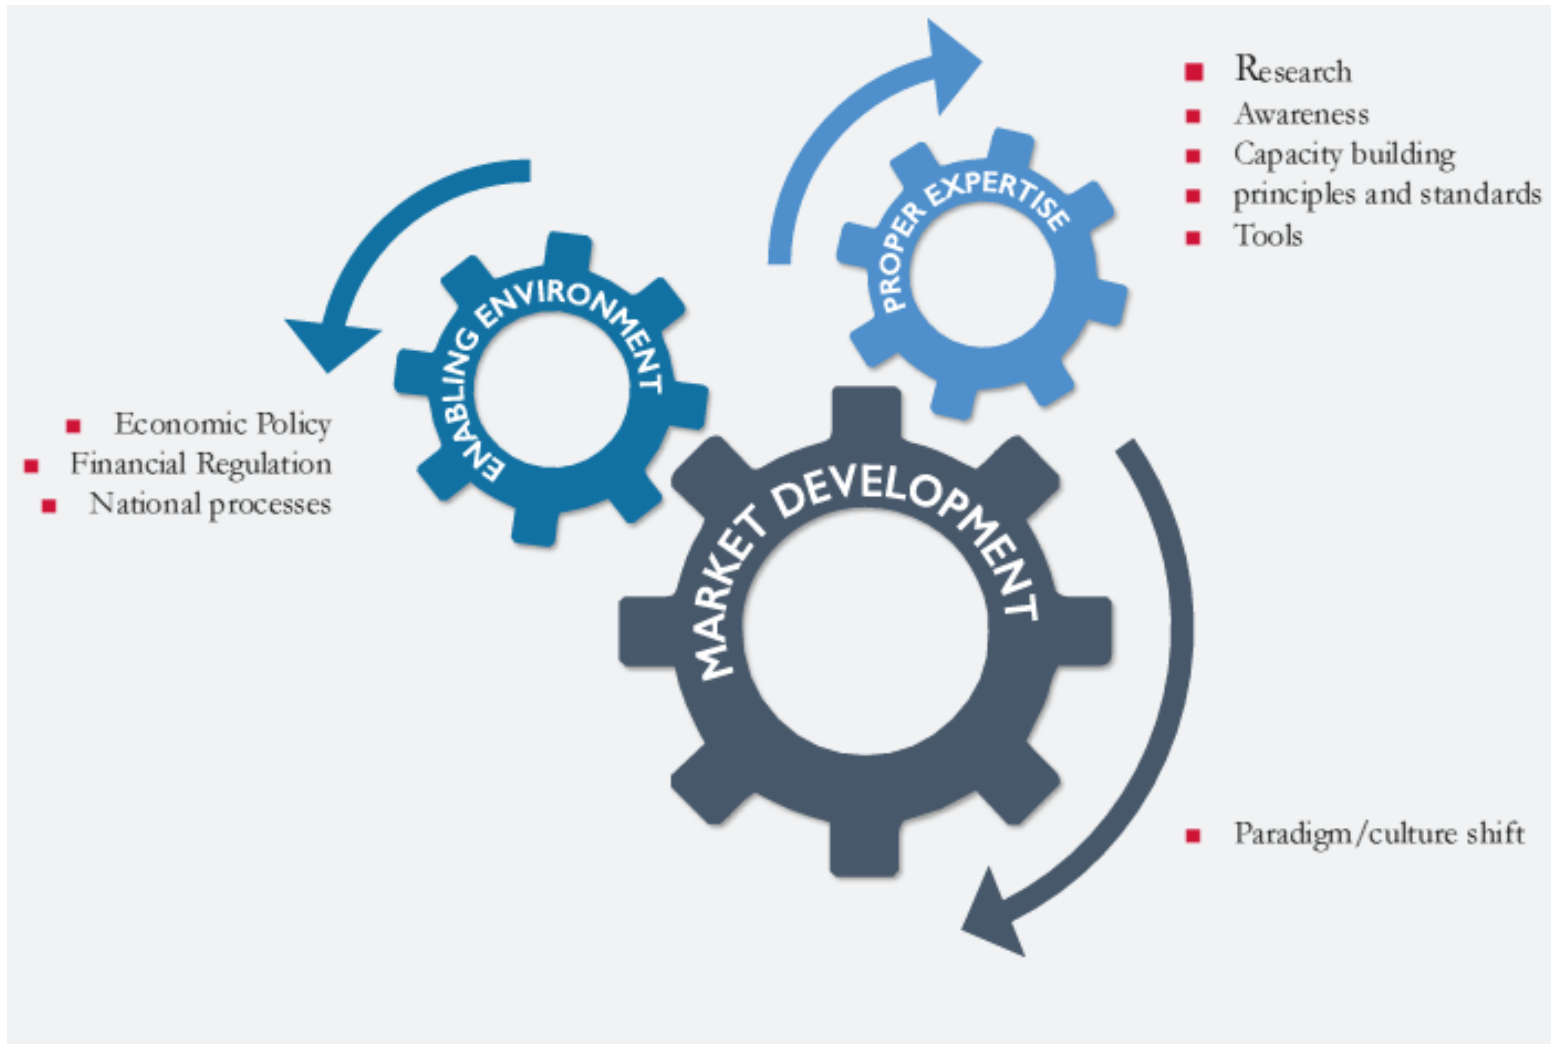 Research
Awareness
Capacity building
principles and standards
Tools
PROPER EXPERTISE
ENABLING ENVIRONMENT
Economic Policy
Financial Regulation
National processes
MARKET DEVELOPMENT
Paradigm/culture shift